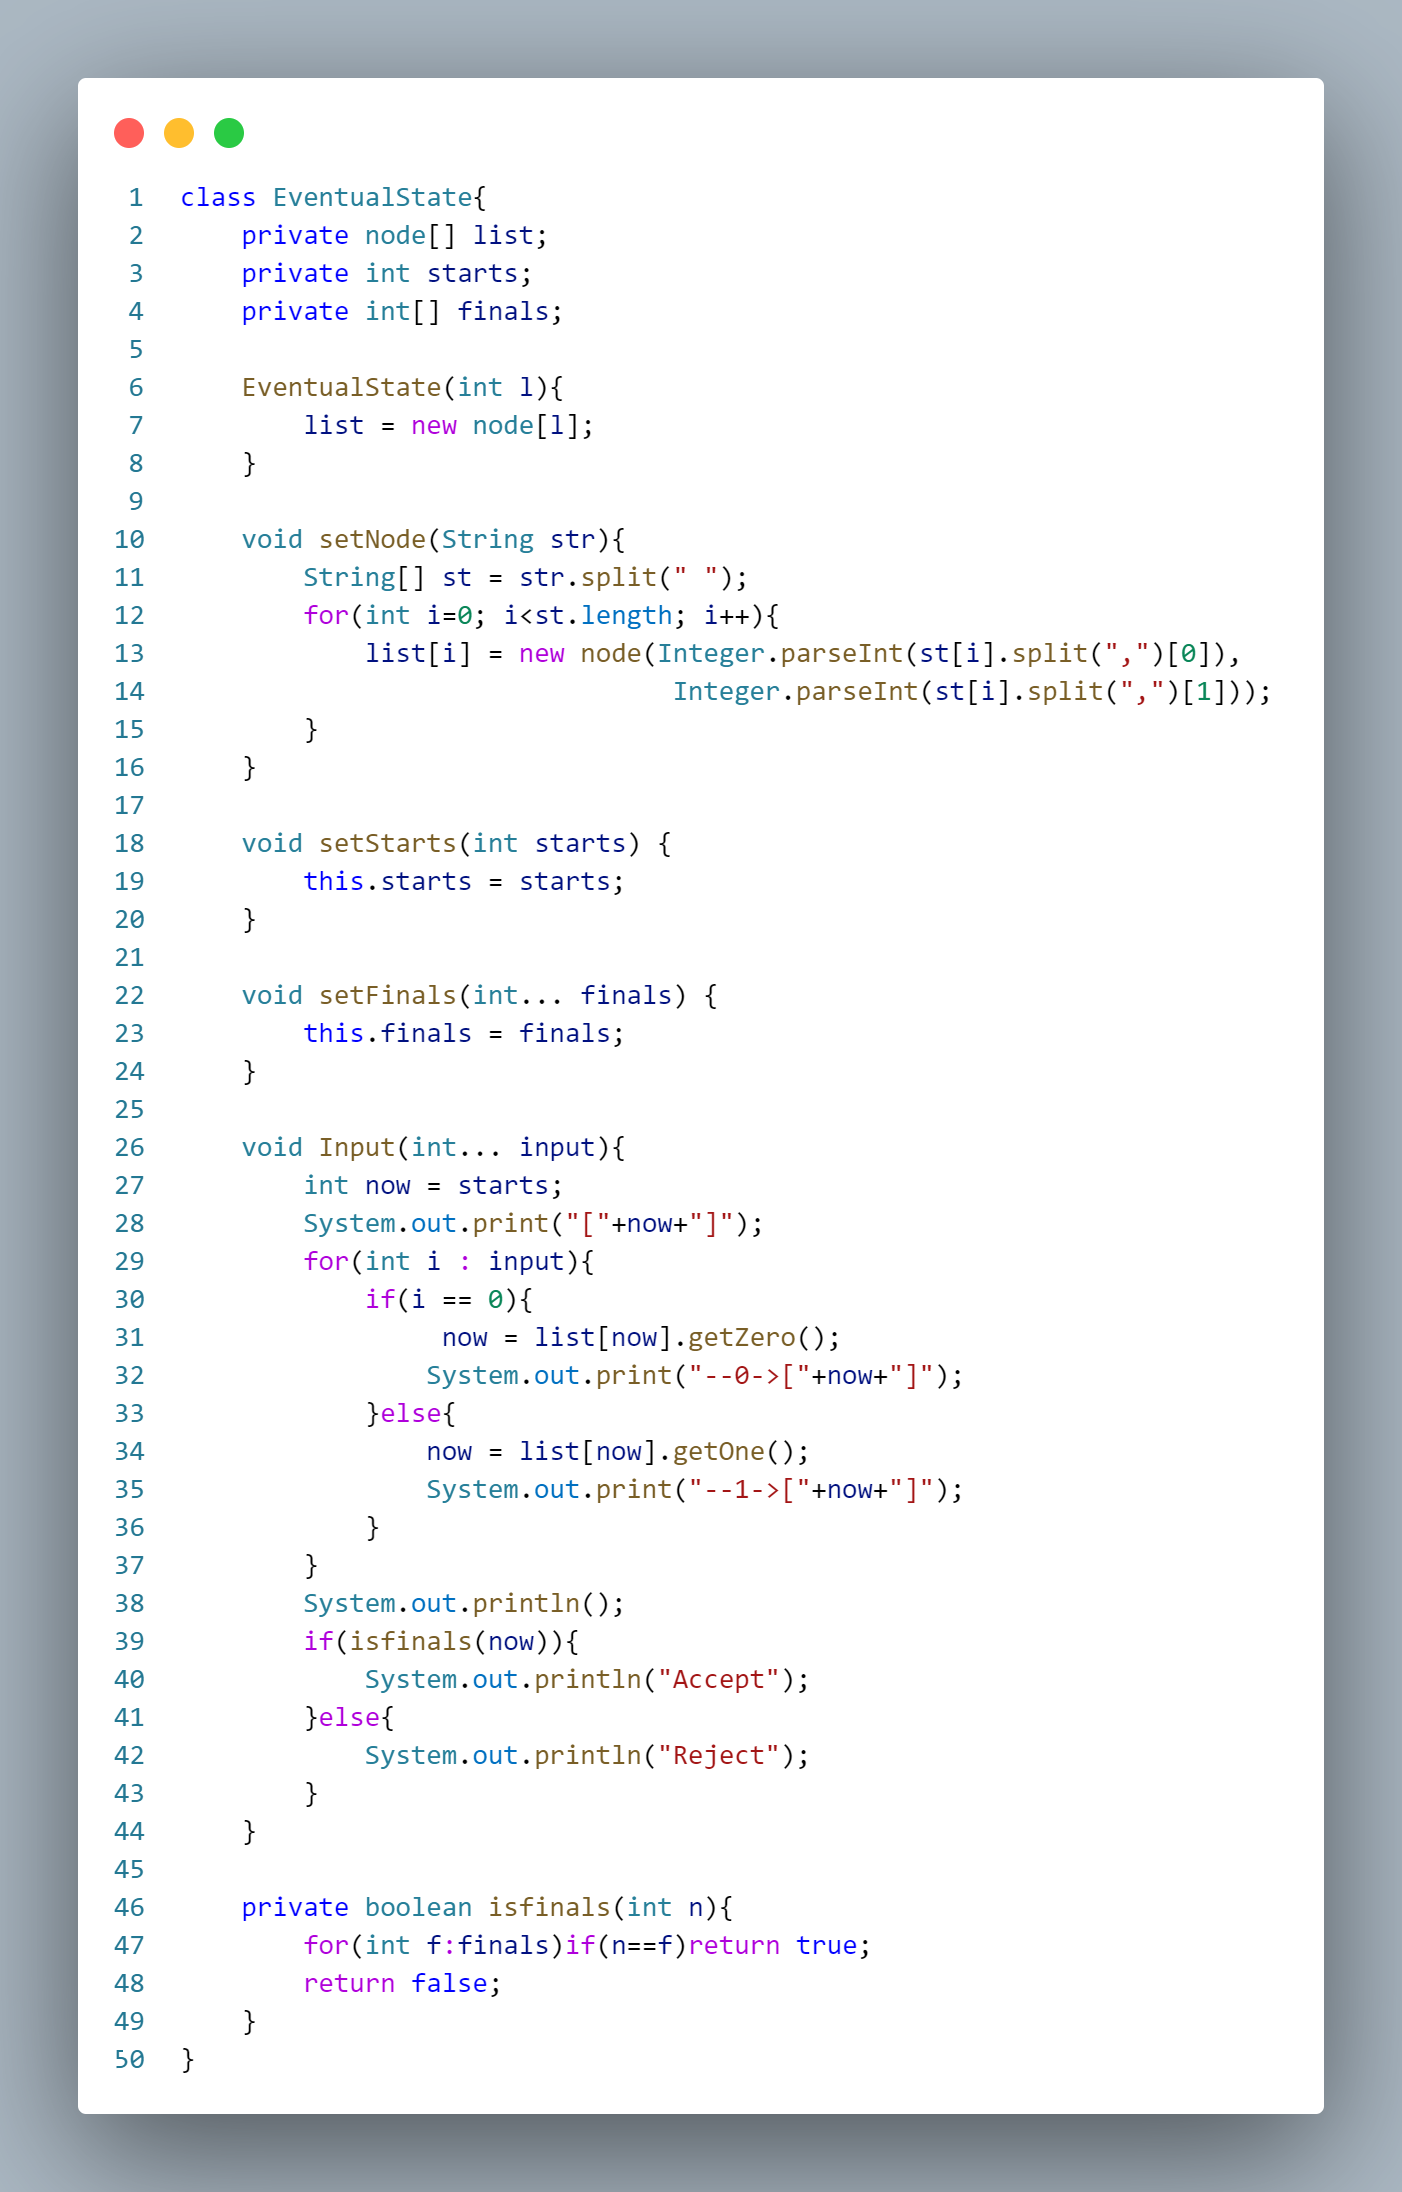 1 class EventualState{
2     private node[] list;
3     private int starts;
4     private int[] finals;
5
6     EventualState(int l){
7         list = new node[l];
8     }
9
10     void setNode(String str){
11         String[] st = str.split(" ");
12         for(int i=0; i<st.length; i++){
13             list[i] = new node(Integer.parseInt(st[i].split(",")[0]),
14                                 Integer.parseInt(st[i].split(",")[1]));
15         }
16     }
17
18     void setStarts(int starts) {
19         this.starts = starts;
20     }
21
22     void setFinals(int... finals) {
23         this.finals = finals;
24     }
25
26     void Input(int... input){
27         int now = starts;
28         System.out.print("["+now+"]");
29         for(int i : input){
30             if(i == 0){
31                  now = list[now].getZero();
32                 System.out.print("--0->["+now+"]");
33             }else{
34                 now = list[now].getOne();
35                 System.out.print("--1->["+now+"]");
36             }
37         }
38         System.out.println();
39         if(isfinals(now)){
40             System.out.println("Accept");
41         }else{
42             System.out.println("Reject");
43         }
44     }
45
46     private boolean isfinals(int n){
47         for(int f:finals)if(n==f)return true;
48         return false;
49     }
50 }